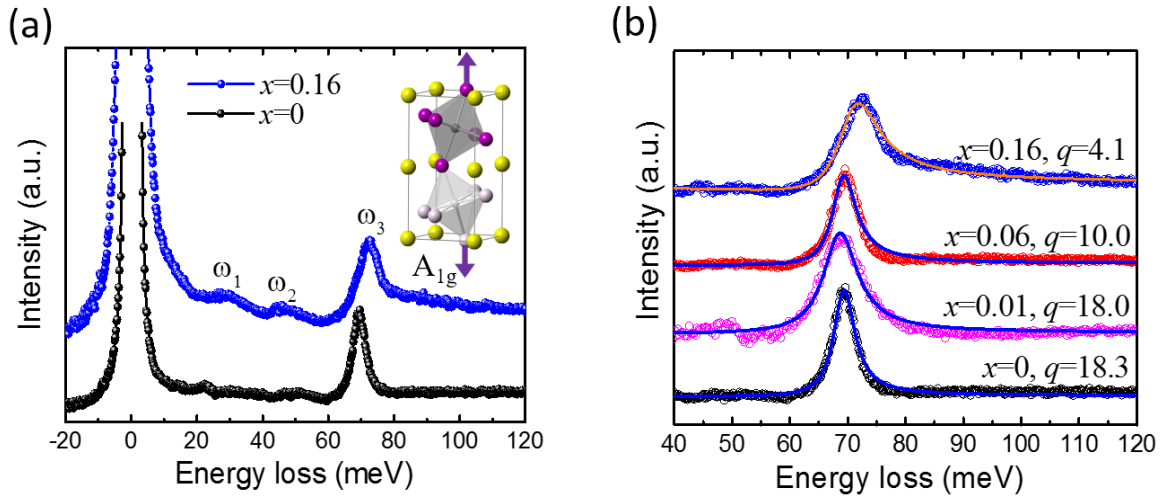 (a)
Intensity (a.u.)
x=0.16
x=0
ω1
ω2
ω3
A1g
-20 0 20 40 60 80 100 120
Energy loss (meV)
(b)
Intensity (a.u.)
x=0.16, q=4.1
x=0.06, q=10.0
x=0.01, q=18.0
x=0, q=18.3
40 50 60 70 80 90 100 110 120
Energy loss (meV)